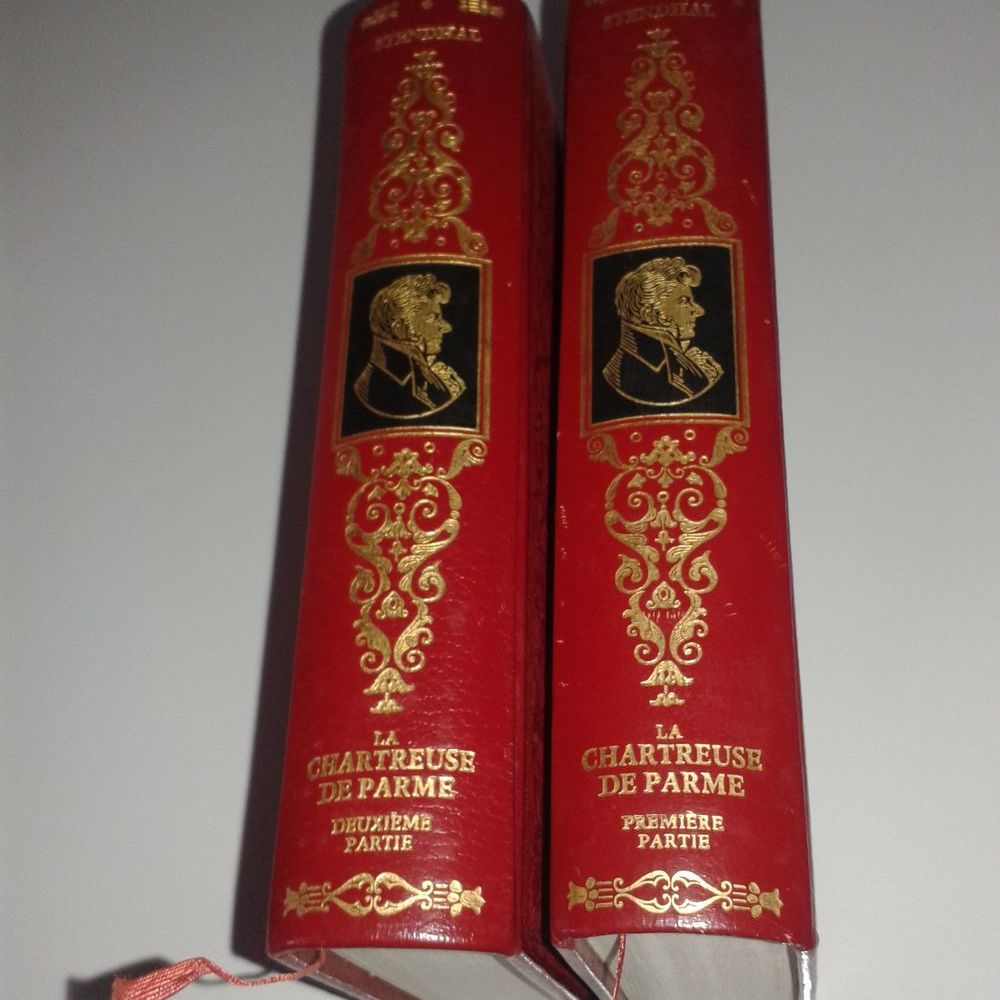 STENDHAL
LA
CHARTREUSE
DE PARME
DEUXIÈME
PARTIE
STENDHAL
LA
CHARTREUSE
DE PARME
PREMIÈRE
PARTIE